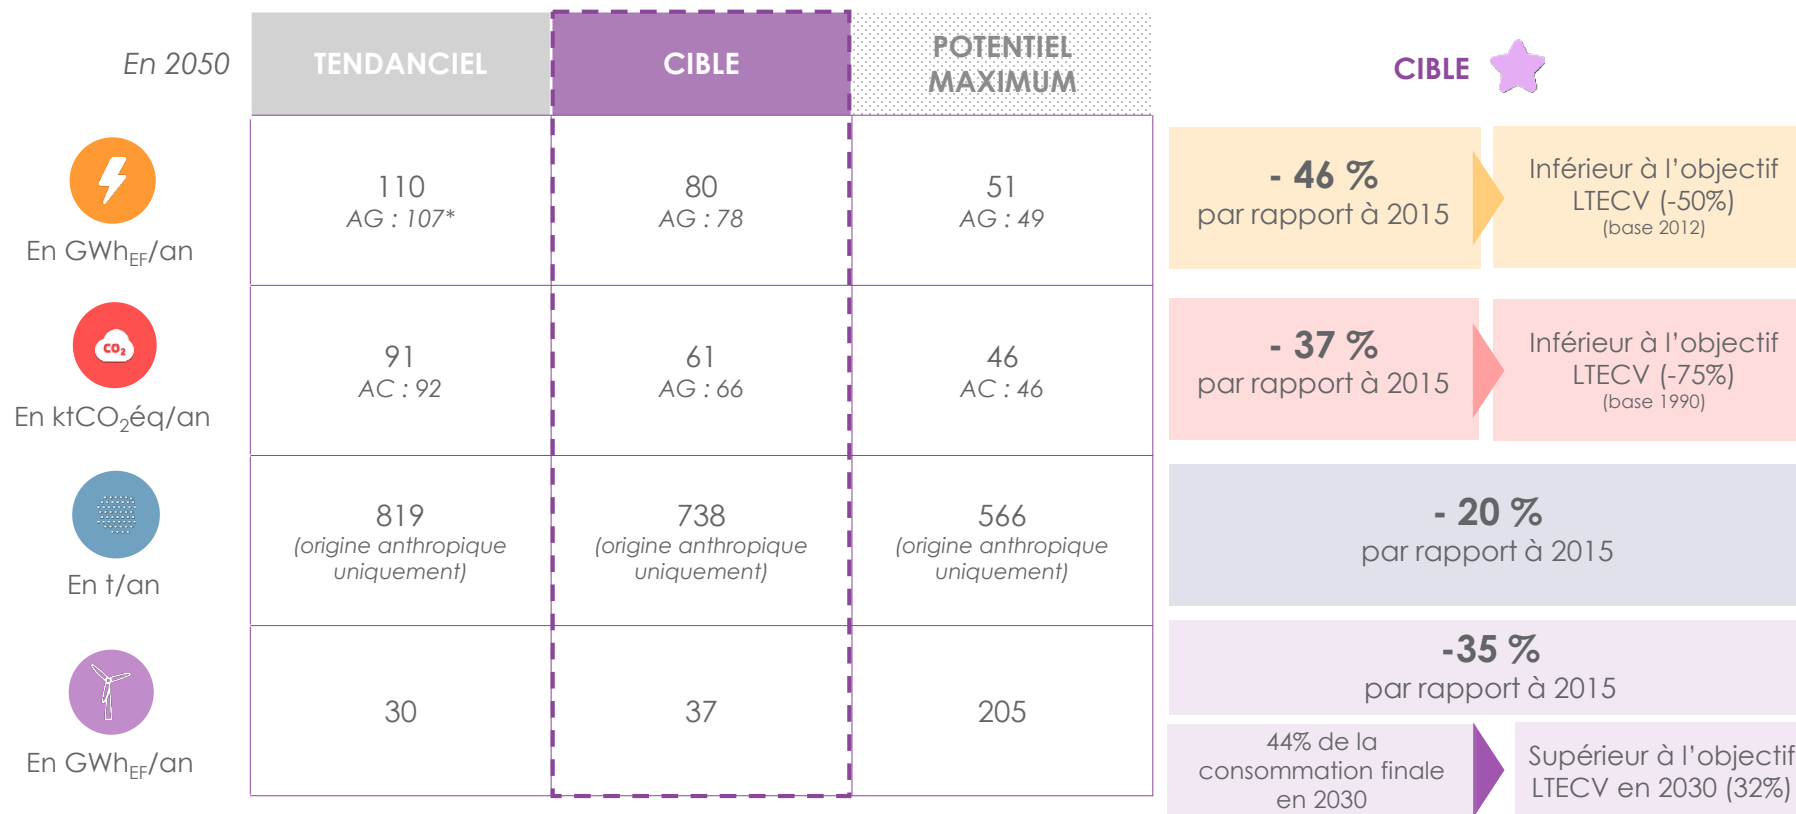 En 2050
TENDANCIEL
CIBLE
POTENTIEL
MAXIMUM
CIBLE
En GWhEF/an
110
AG : 107*
80
AG : 78
51
AG : 49
- 46 %
par rapport à 2015
Inférieur à l'objectif
LTECV (-50%)
(base 2012)
CO2
En ktCO2éq/an
91
AC : 92
61
AG : 66
46
AC : 46
- 37 %
par rapport à 2015
Inférieur à l'objectif
LTECV (-75%)
(base 1990)
En t/an
819
(origine anthropique
uniquement)
738
(origine anthropique
uniquement)
566
(origine anthropique
uniquement)
- 20 %
par rapport à 2015
En GWhEF/an
30
37
205
-35 %
par rapport à 2015
44% de la
consommation finale
en 2030
Supérieur à l'objectif
LTECV en 2030 (32%)